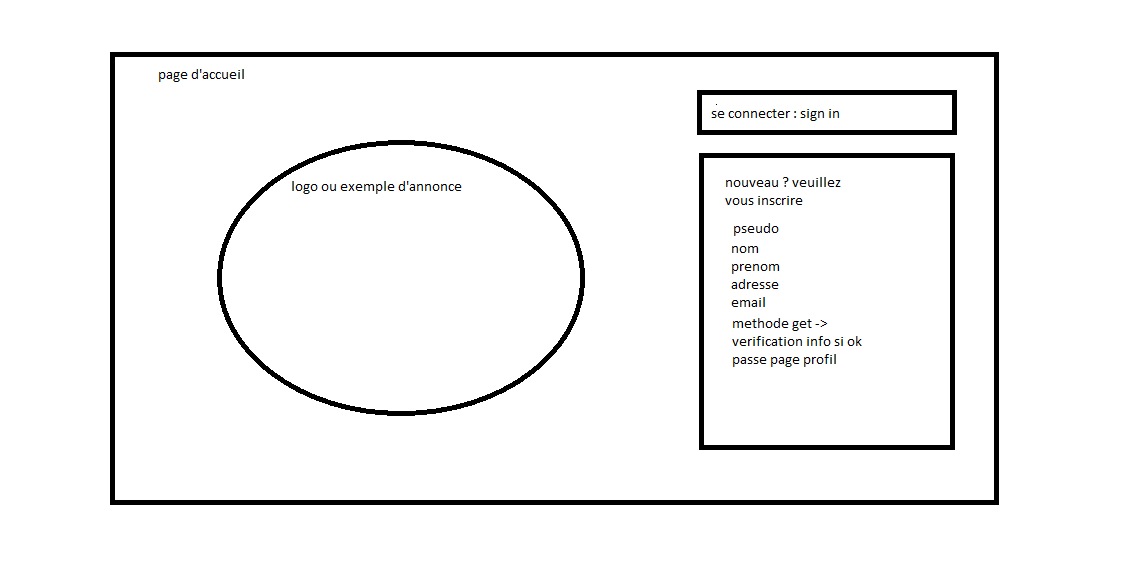 page d'accueil
se connecter : sign in
logo ou exemple d'annonce
nouveau ? veuillez
vous inscrire
pseudo
nom
prenom
adresse
email
methode get ->
verification info si ok
passe page profil